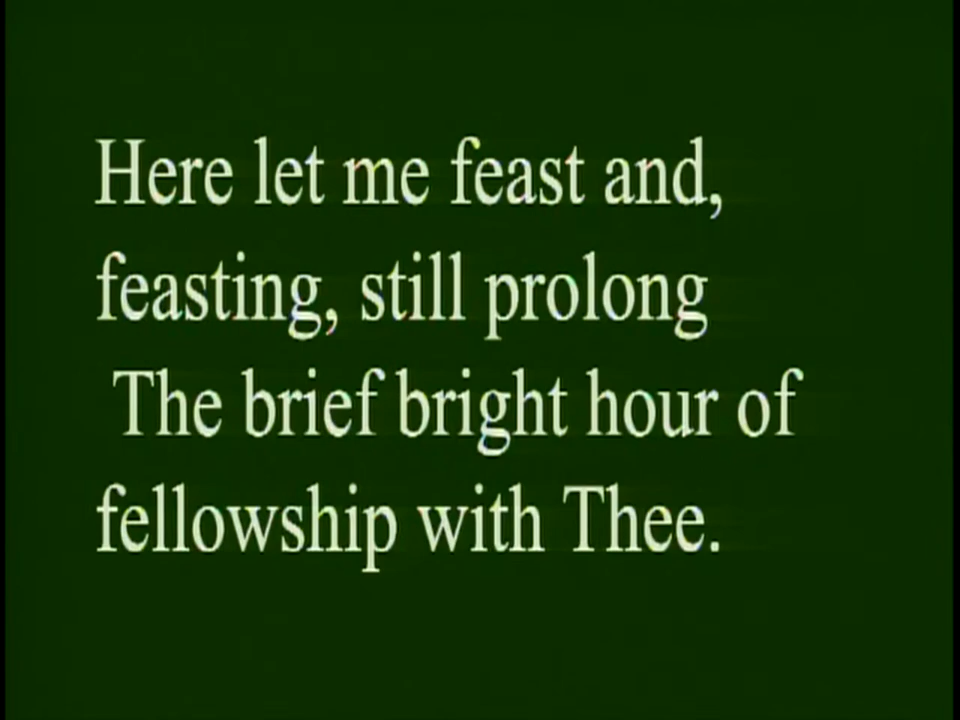 Here let me feast and,
feasting, still prolong
The brief bright hour of
fellowship with Thee.